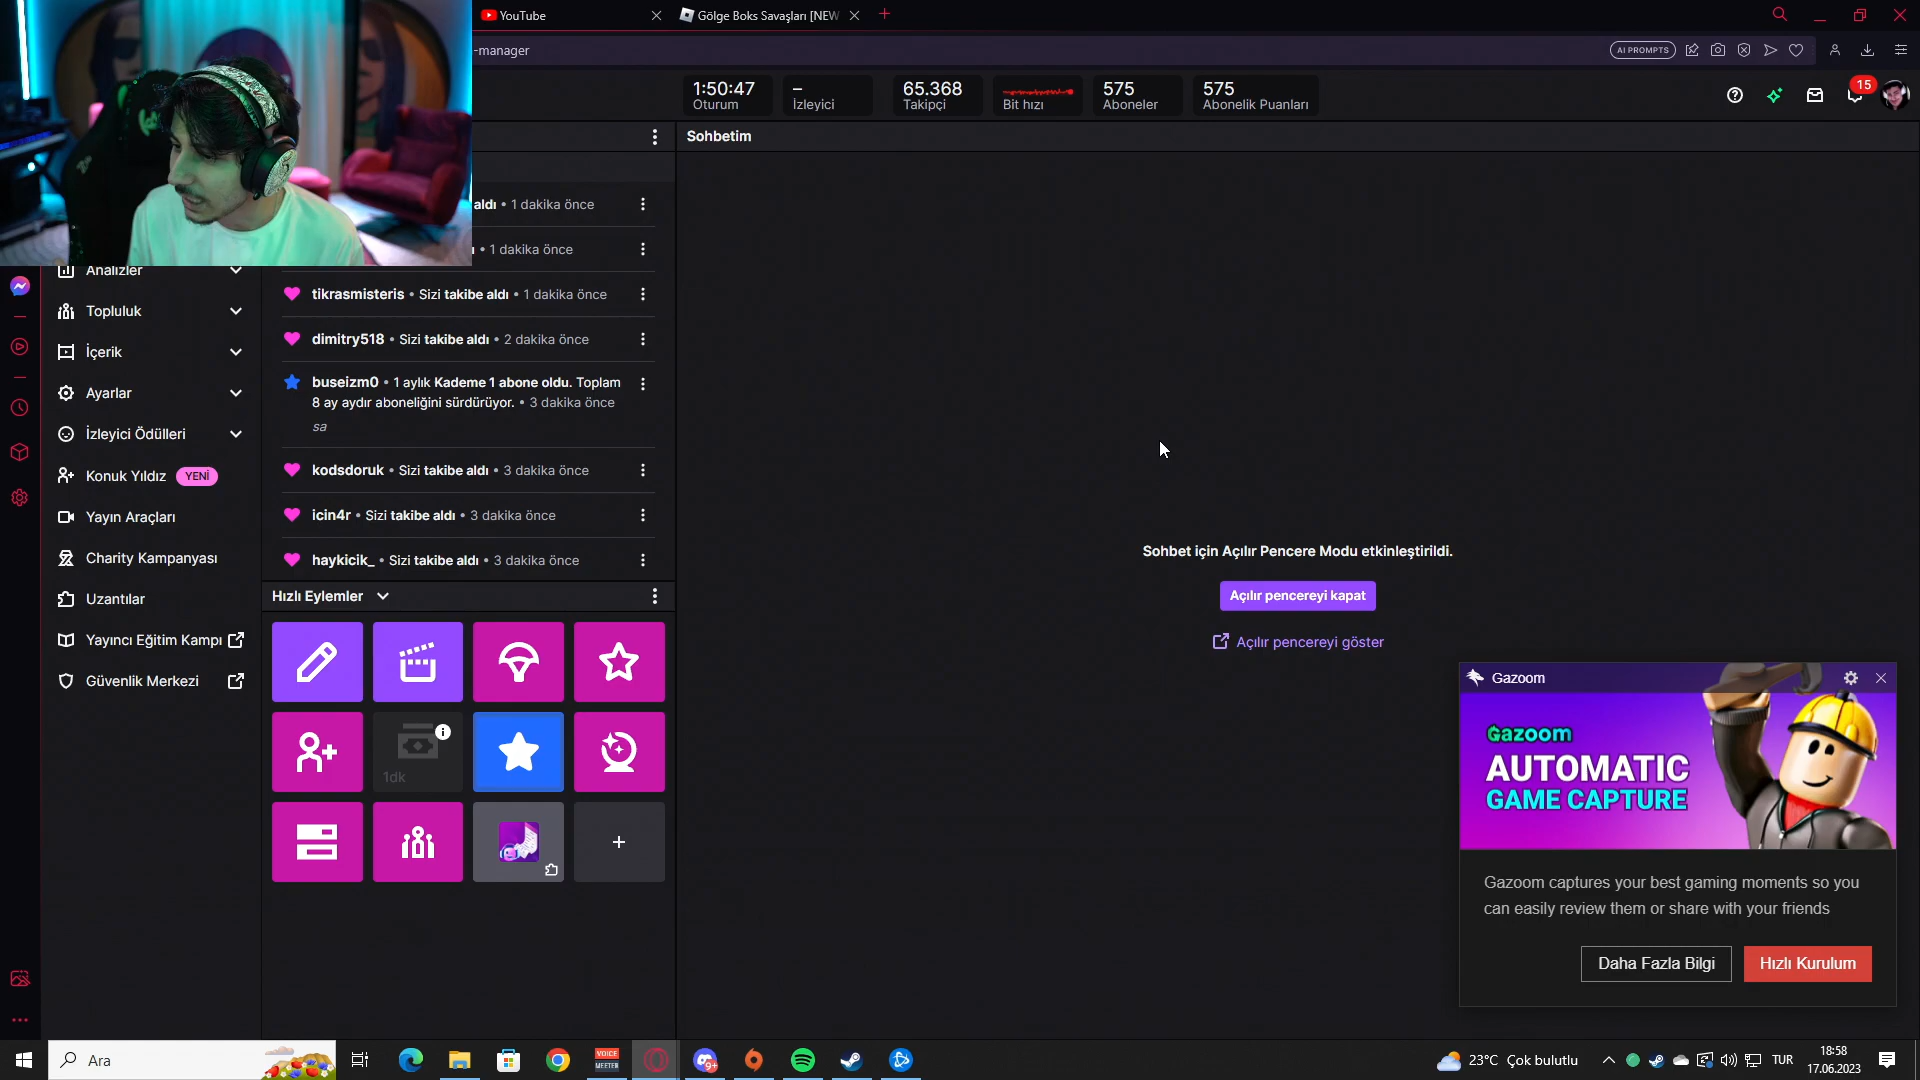 YouTube
Gölge Boks Savaşları [NEW
-manager
AI PROMPTS
1:50:47
Oturum
–
İzleyici
65.368
Takipçi
Bit hızı
575
Aboneler
575
Abonelik Puanları
15
Sohbetim
aldı • 1 dakika önce
• 1 dakika önce
tikrasmisteris • Sizi takibe aldı • 1 dakika önce
dimitry518 • Sizi takibe aldı • 2 dakika önce
buseizm0 • 1 aylık Kademe 1 abone oldu. Toplam
8 ay aydır aboneliğini sürdürüyor. • 3 dakika önce
sa
kodsdoruk • Sizi takibe aldı • 3 dakika önce
icin4r • Sizi takibe aldı • 3 dakika önce
haykicik_ • Sizi takibe aldı • 3 dakika önce
Analizler
Topluluk
İçerik
Ayarlar
İzleyici Ödülleri
Konuk Yıldız YENİ
Yayın Araçları
Charity Kampanyası
Uzantılar
Yayıncı Eğitim Kampı
Güvenlik Merkezi
Hızlı Eylemler
1dk
Sohbet için Açılır Pencere Modu etkinleştirildi.
Açılır pencereyi kapat
Açılır pencereyi göster
Gazoom
Gazoom
AUTOMATIC
GAME CAPTURE
Gazoom captures your best gaming moments so you
can easily review them or share with your friends
Daha Fazla Bilgi
Hızlı Kurulum
Ara
VOICE
MEETER
9+
23°C Çok bulutlu
TUR
18:58
17.06.2023